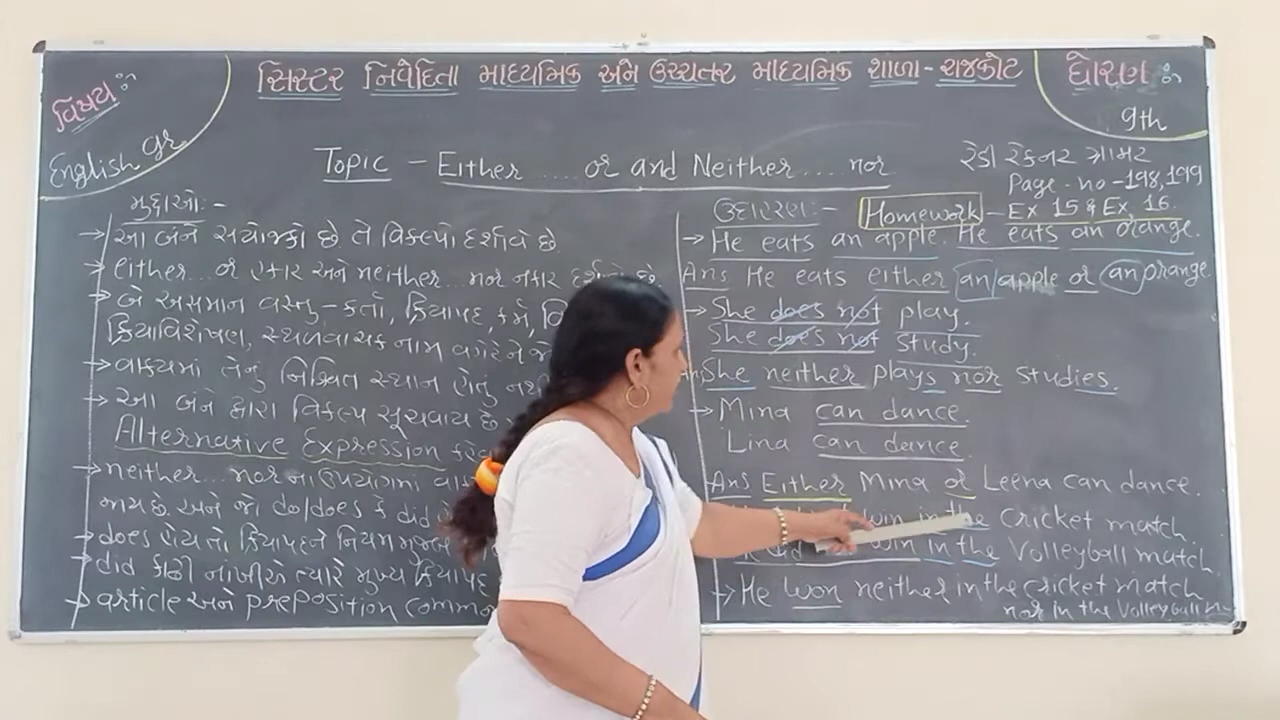 સિસ્ટર નિવેદિતા માધ્યમિક અને ઉચ્ચતર માધ્યમિક શાળા - રાજકોટ
વિષય :
English gr.
ધોરણ :
9th
Topic - Either ..... or and Neither ..... nor
રેડી રેકનર ગ્રામર
Page - no - 198, 199
Ex 15 & Ex, 16.
મુદ્દાઓ :-
→ આ બંને સંયોજકો છે. તે વિકલ્પો દર્શાવે છે.
→ either... or હકાર અને neither... nor નકાર દર્શાવે છે.
→ બે અસમાન વસ્તુ - કર્તા, ક્રિયાપદ, કર્મ,
ક્રિયાવિશેષણ, સ્થળવાચક નામ વગેરેને
→ વાક્યમાં તેનું નિશ્ચિત સ્થાન હોતું
→ આ બંને દ્વારા વિકલ્પ સૂચવાય છે
Alternative Expression
→ neither... nor ના ઉપયોગમાં
જાય છે. અને જો do/does કે did
→ does હોય તો ક્રિયાપદને નિયમ મુજબ
→ did કાઢી નાંખીએ ત્યારે મુખ્ય ક્રિયાપદ
→ article અને preposition common
ઉદાહરણ :- Homework -
→ He eats an apple. He eats an orange.
Ans He eats either an apple or an orange.
→ She does not play.
She does not study.
She neither plays nor studies.
→ Mina can dance.
Lina can dance.
Ans Either Mina or Leena can dance.
win in the Cricket match.
win in the Volleyball match.
→ He won neither in the cricket match
nor in the Volleyball